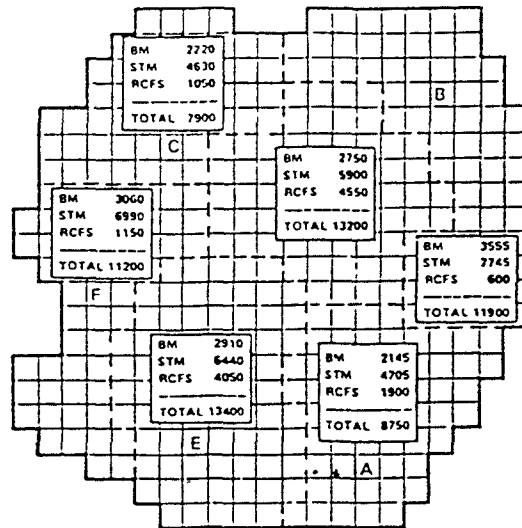 BM 2220
STM 4630
RCFS 1050
TOTAL 7900
C
B
BM 2750
STM 5900
RCFS 4550
TOTAL 13200
BM 3060
STM 6990
RCFS 1150
TOTAL 11200
F
BM 3555
STM 7745
RCFS 600
TOTAL 11900
BM 2910
STM 6440
RCFS 4050
TOTAL 13400
E
BM 2145
STM 4705
RCFS 1900
TOTAL 8750
A